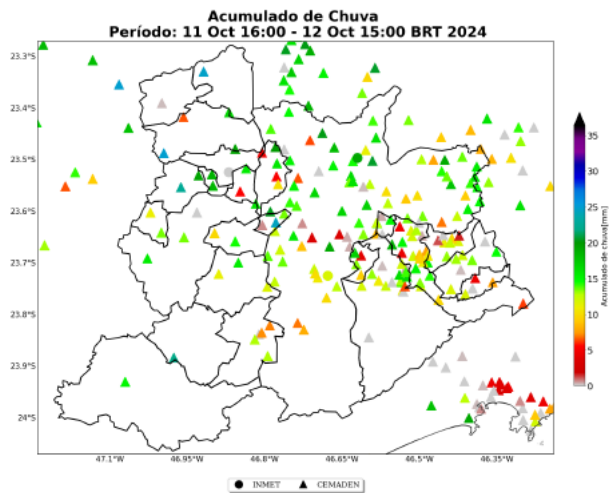 Acumulado de Chuva
Período: 11 Oct 16:00 - 12 Oct 15:00 BRT 2024
23.3°S
23.4°S
23.5°S
23.6°S
23.7°S
23.8°S
23.9°S
24°S
47.1°W
46.95°W
46.8°W
46.65°W
46.5°W
46.35°W
35
30
25
20
15
10
5
0
Acumulado de chuva[mm]
INMET
CEMADEN